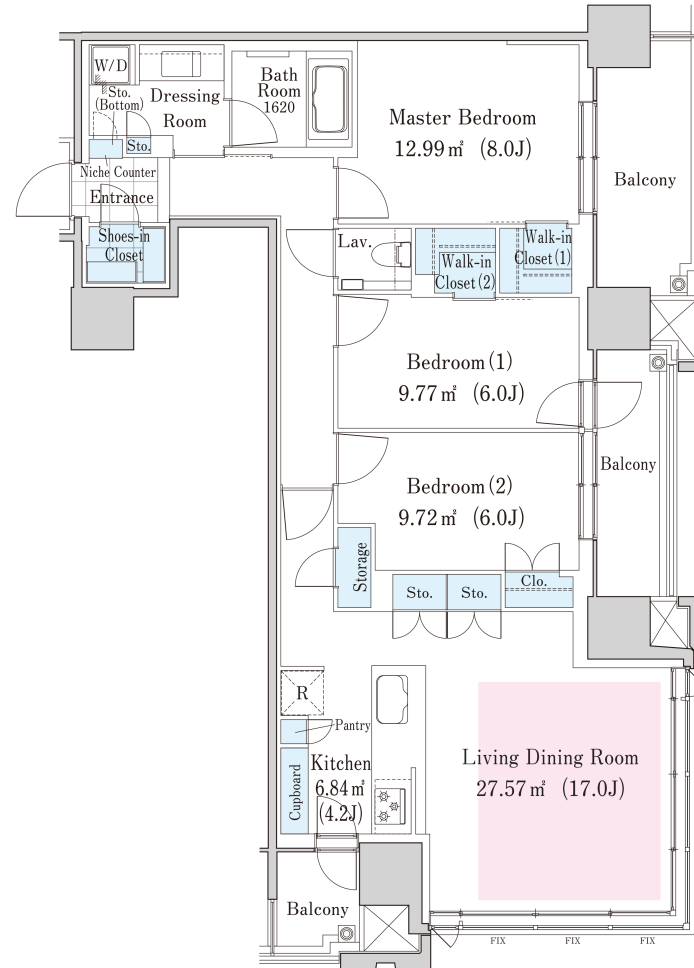 W/D
Sto.
(Bottom)
Dressing
Room
Bath
Room
1620
Master Bedroom
12.99㎡ (8.0J)
Balcony
Sto.
Niche Counter
Entrance
Shoes-in
Closet
Lav.
Walk-in
Closet(2)
Walk-in
Closet(1)
Bedroom(1)
9.77㎡ (6.0J)
Balcony
Bedroom(2)
9.72㎡ (6.0J)
Storage
Sto.
Sto.
Clo.
R
Pantry
Kitchen
6.84㎡
(4.2J)
Cupboard
Living Dining Room
27.57㎡ (17.0J)
Balcony
FIX
FIX
FIX